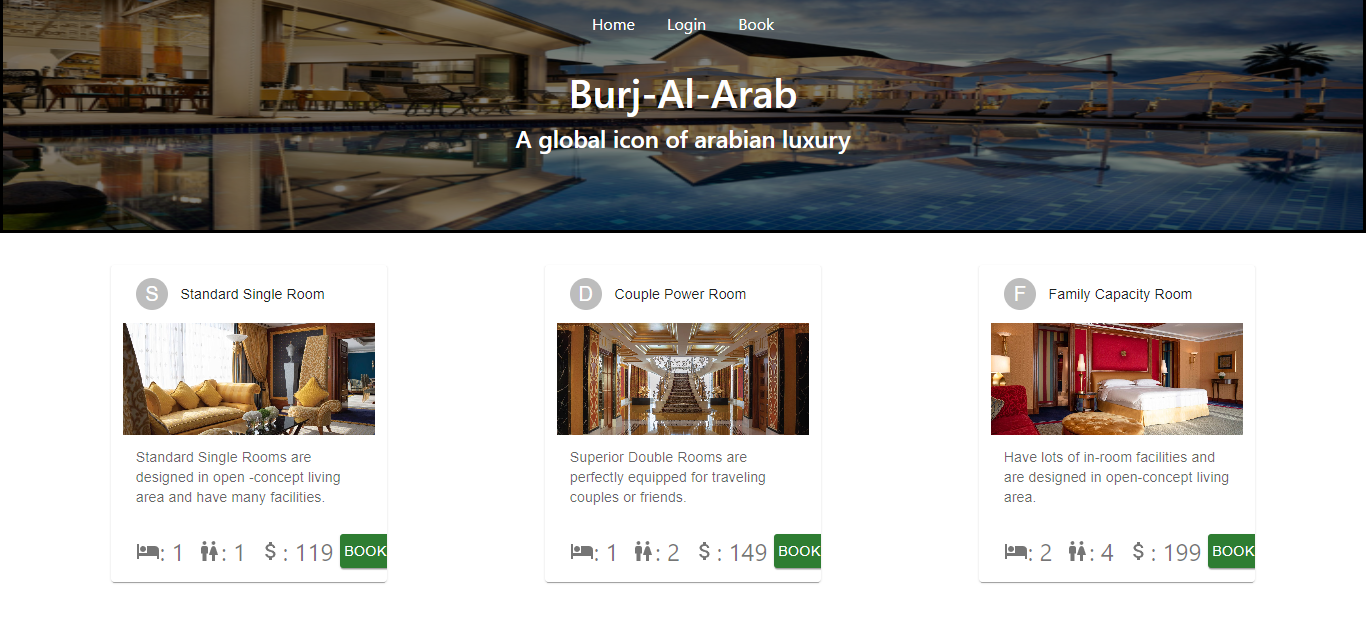 Home Login Book
Burj-Al-Arab
A global icon of arabian luxury
S Standard Single Room
Standard Single Rooms are
designed in open -concept living
area and have many facilities.
: 1 : 1 $ : 119 BOOK
D Couple Power Room
Superior Double Rooms are
perfectly equipped for traveling
couples or friends.
: 1 : 2 $ : 149 BOOK
F Family Capacity Room
Have lots of in-room facilities and
are designed in open-concept living
area.
: 2 : 4 $ : 199 BOOK